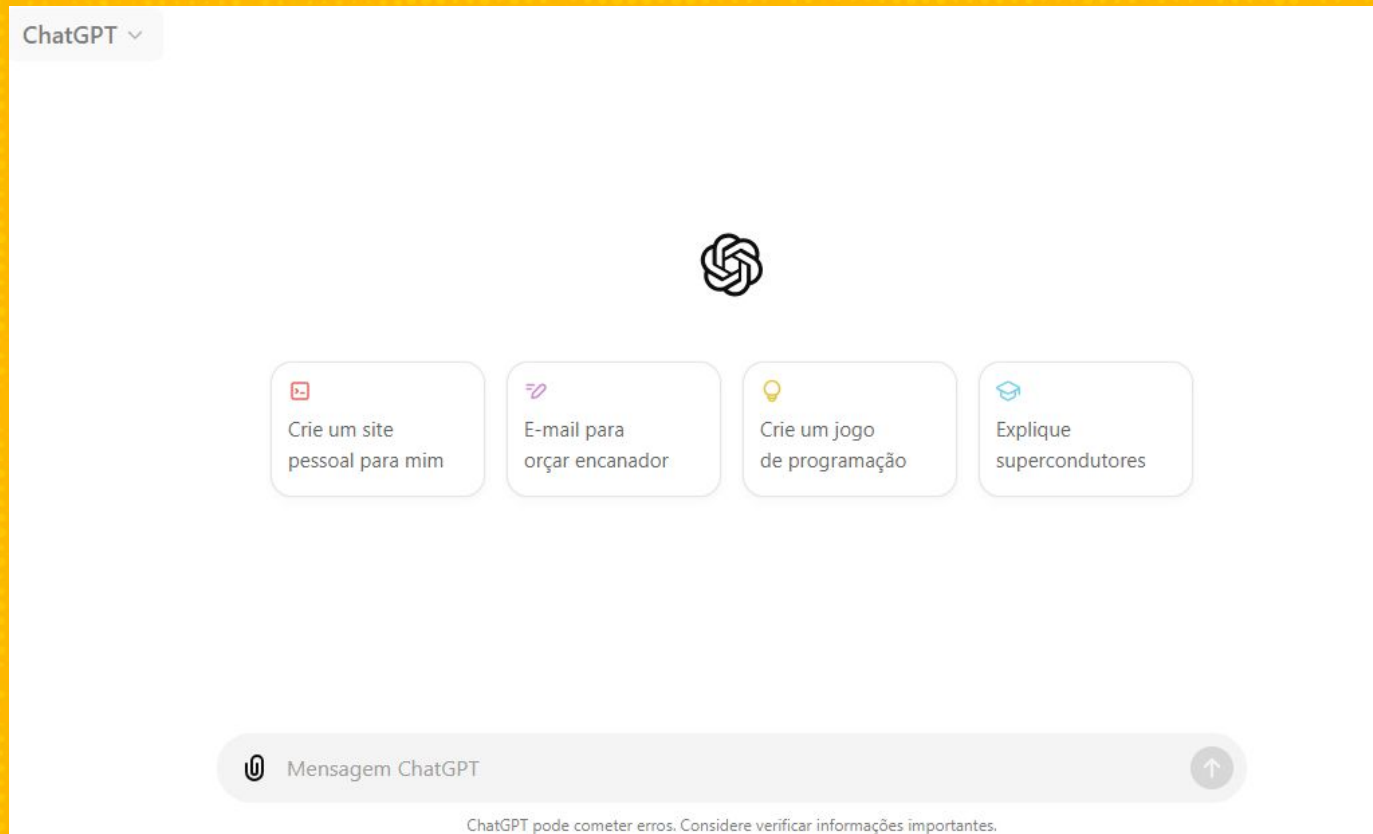 ChatGPT
Crie um site
pessoal para mim
E-mail para
orçar encanador
Crie um jogo
de programação
Explique
supercondutores
Mensagem ChatGPT
ChatGPT pode cometer erros. Considere verificar informações importantes.